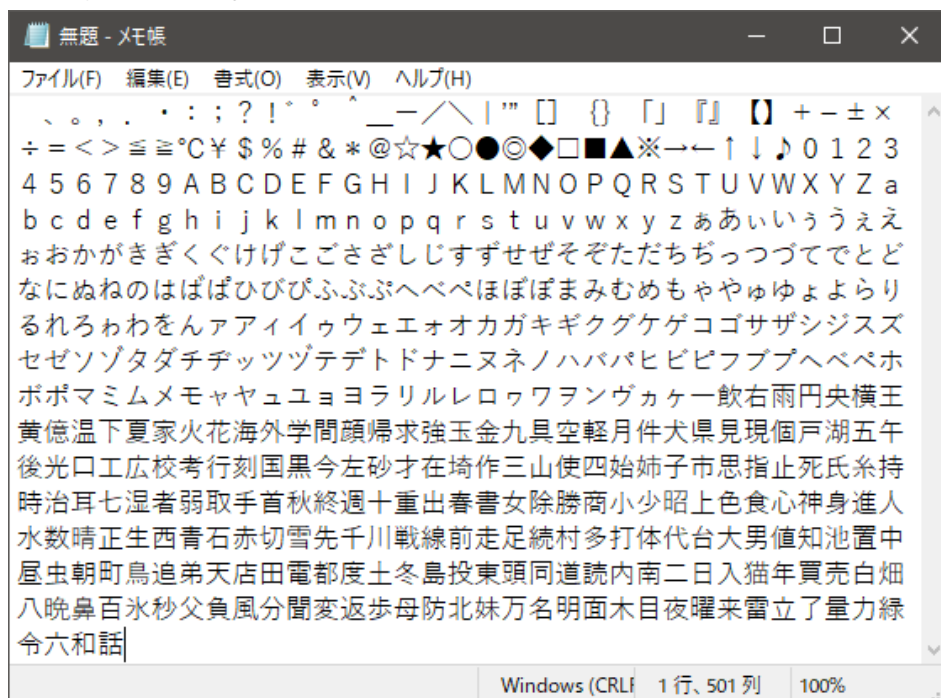 無題 - メモ帳
ファイル(F) 編集(E) 書式(O) 表示(V) ヘルプ(H)
　、。，．・：；？！゛゜＾＿ー／＼｜’”［］｛｝「」『』【】＋－±×
÷＝＜＞≦≧℃￥＄％＃＆＊＠☆★○●◎◆□■▲※→←↑↓♪０１２３
４５６７８９ＡＢＣＤＥＦＧＨＩＪＫＬＭＮＯＰＱＲＳＴＵＶＷＸＹＺａ
ｂｃｄｅｆｇｈｉｊｋｌｍｎｏｐｑｒｓｔｕｖｗｘｙｚぁあぃいぅうぇえ
ぉおかがきぎくぐけげこごさざしじすずせぜそぞただちぢっつづてでとど
なにぬねのはばぱひびぴふぶぷへべぺほぼぽまみむめもゃやゅゆょよらり
るれろゎわをんァアィイゥウェエォオカガキギクグケゲコゴサザシジスズ
セゼソゾタダチヂッツヅテデトドナニヌネノハバパヒビピフブプヘベペホ
ボポマミムメモャヤュユョヨラリルレロヮワヲンヴヵヶ一飲右雨円央横王
黄億温下夏家火花海外学間顔帰求強玉金九具空軽月件犬県見現個戸湖五午
後光口工広校考行刻国黒今左砂才在埼作三山使四始姉子市思指止死氏糸持
時治耳七湿者弱取手首秋終週十重出春書女除勝商小少昭上色食心神身進人
水数晴正生西青石赤切雪先千川戦線前走足続村多打体代台大男値知池置中
昼虫朝町鳥追弟天店田電都度土冬島投東頭同道読内南二日入猫年買売白畑
八晩鼻百氷秒父負風分聞変返歩母防北妹万名明面木目夜曜来雷立了量力緑
令六和話
Windows (CRLF 1 行、501 列 100%